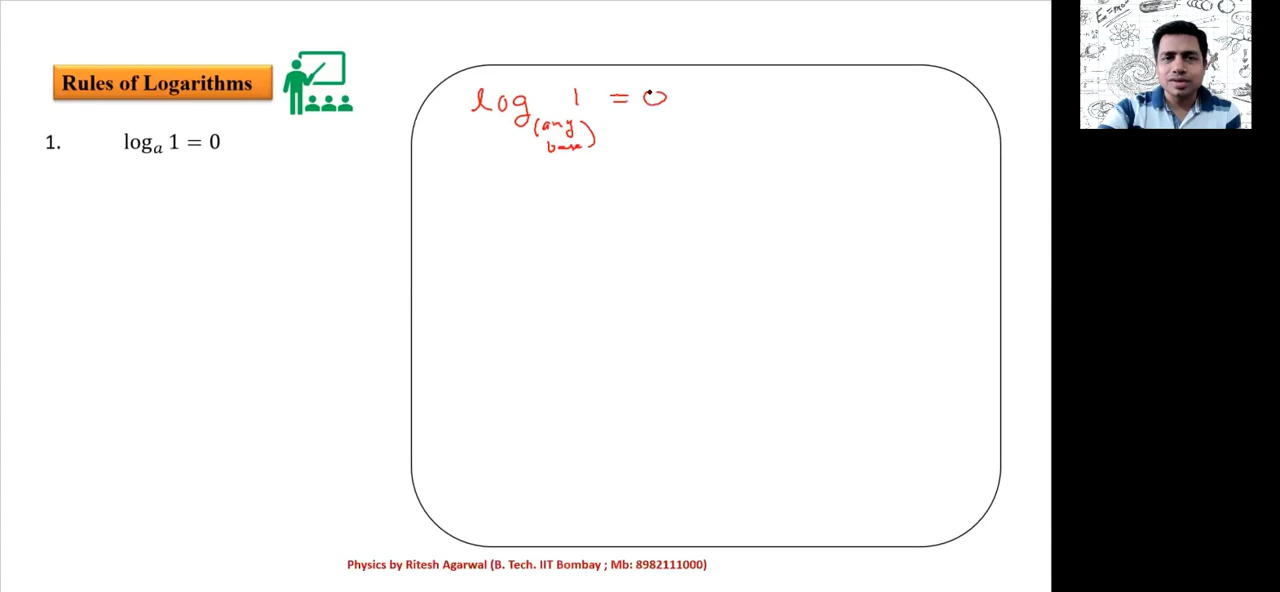 Rules of Logarithms
1. logₐ 1 = 0
log 1 = 0
(any
base)
Physics by Ritesh Agarwal (B. Tech. IIT Bombay ; Mb: 8982111000)